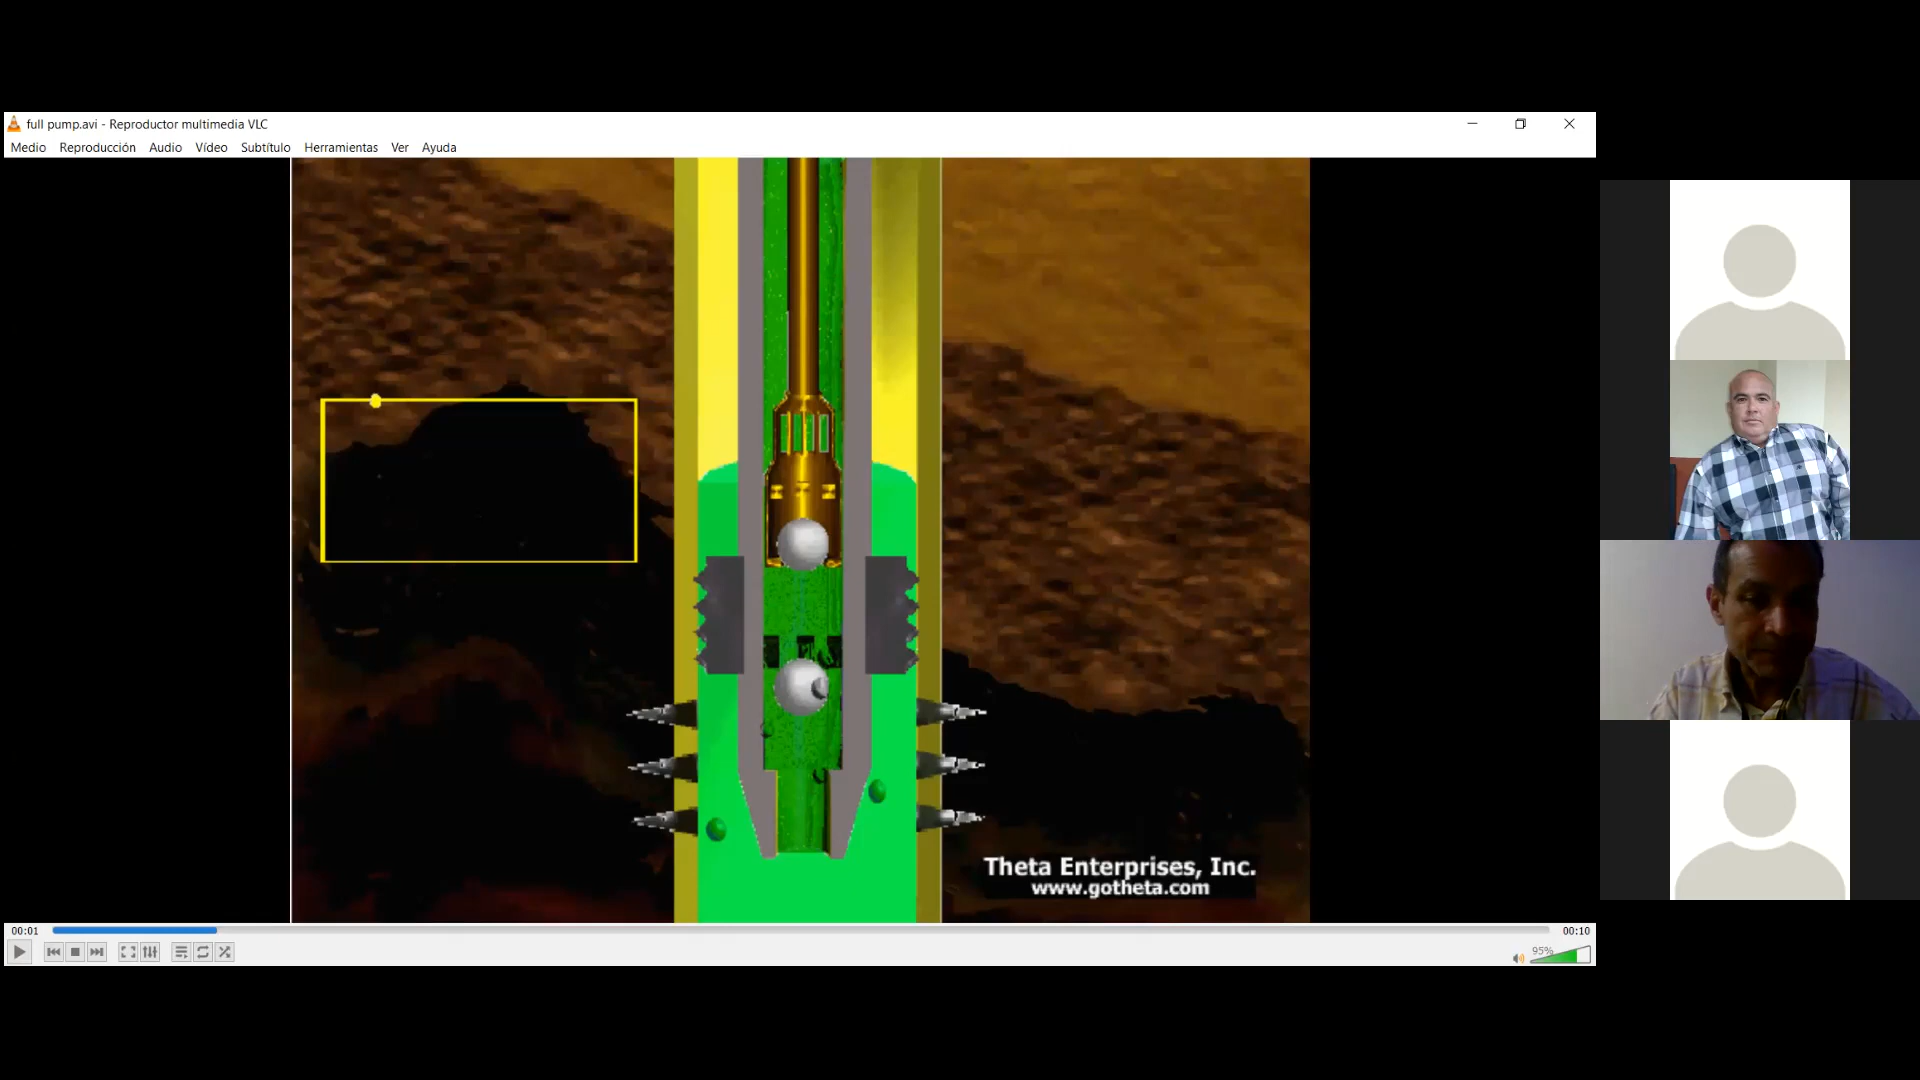 full pump.avi - Reproductor multimedia VLC
Medio Reproducción Audio Vídeo Subtítulo Herramientas Ver Ayuda
Theta Enterprises, Inc.
www.gotheta.com
00:01
00:10
95%